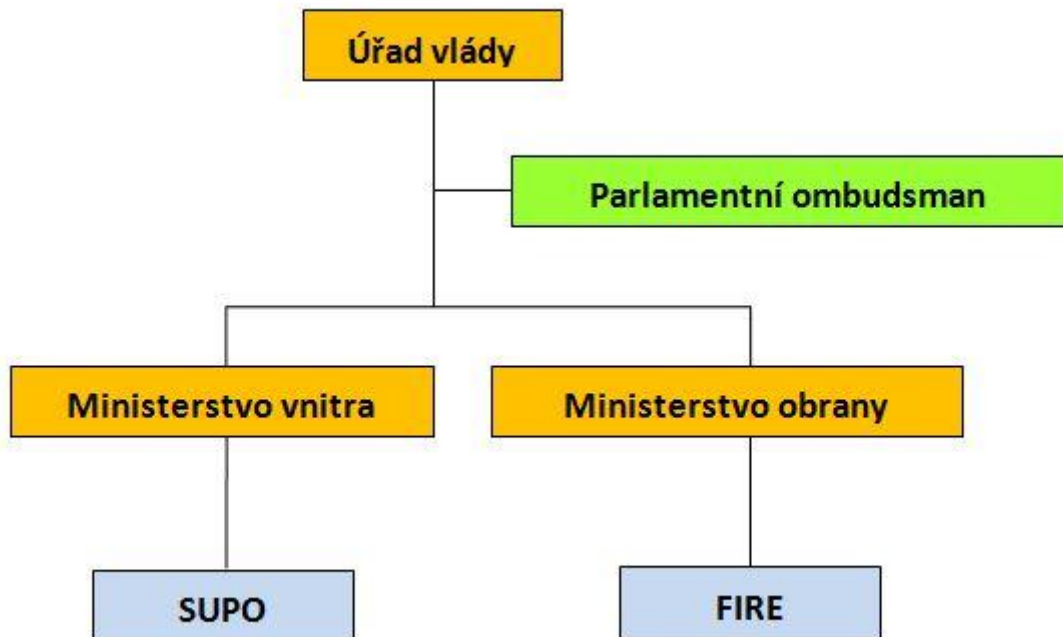 Úřad vlády
Parlamentní ombudsman
Ministerstvo vnitra
Ministerstvo obrany
SUPO
FIRE